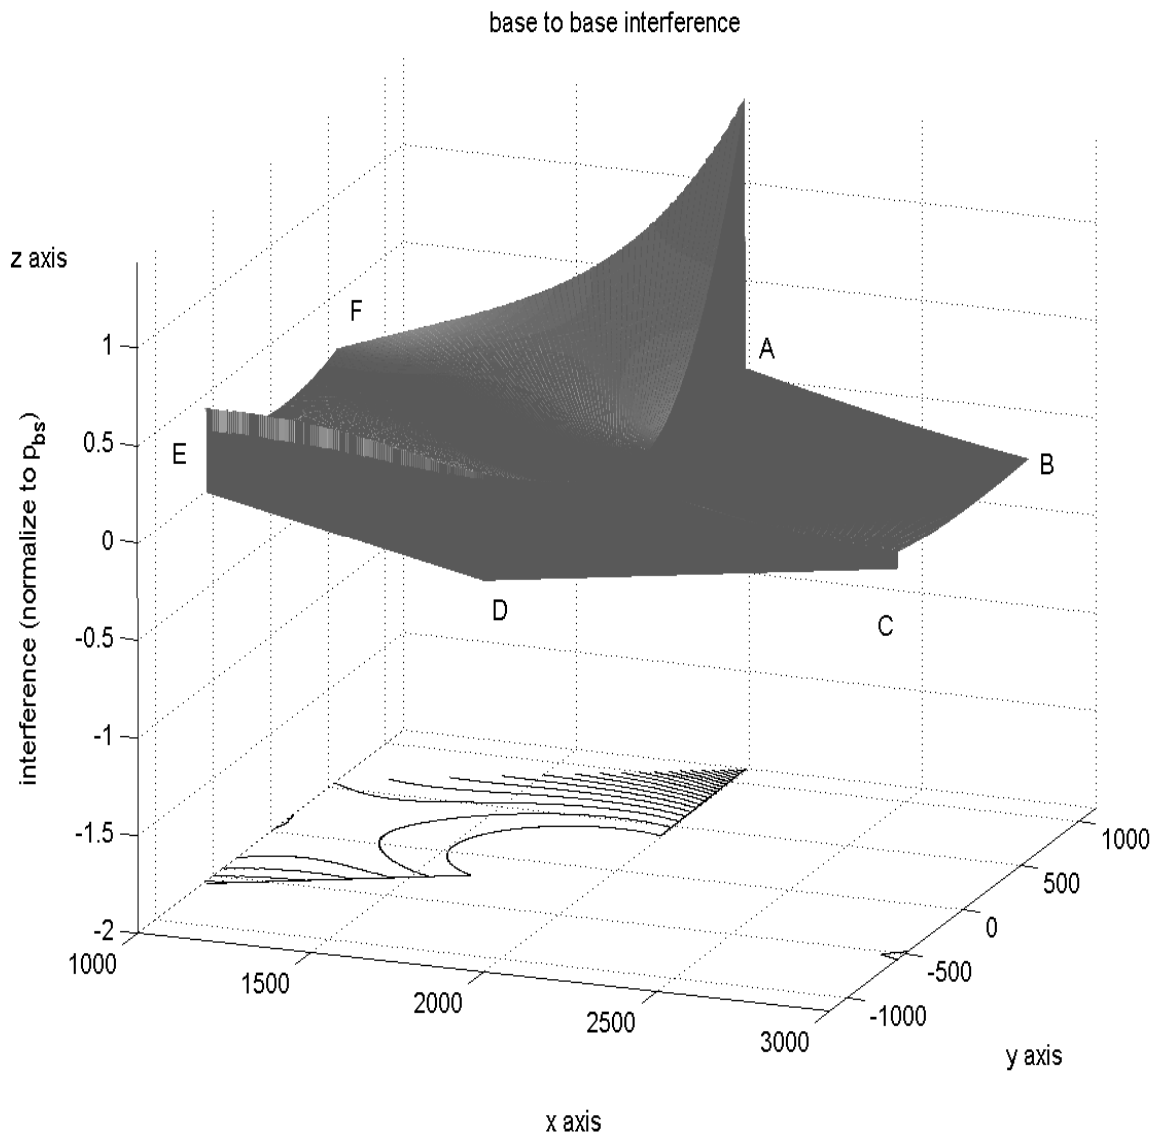 base to base interference
z axis
interference (normalize to pbs)
1
0.5
0
-0.5
-1
-1.5
-2
F
A
E
B
D
C
1000
1500
2000
2500
3000
1000
500
0
-500
-1000
y axis
x axis